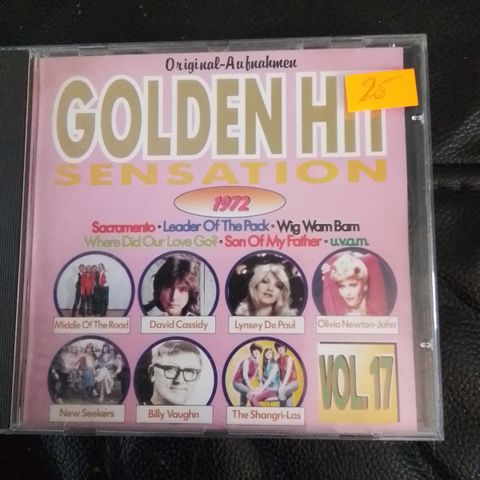 Original-Aufnahmen
GOLDEN HIT
25
SENSATION
1972
Sacramento • Leader Of The Pack • Wig Wam Bam
Where Did Our Love Go? • Son Of My Father • u.v.a.m.
Middle Of The Road
David Cassidy
Lynsey De Paul
Olivia Newton-John
New Seekers
Billy Vaughn
The Shangri-Las
VOL. 17